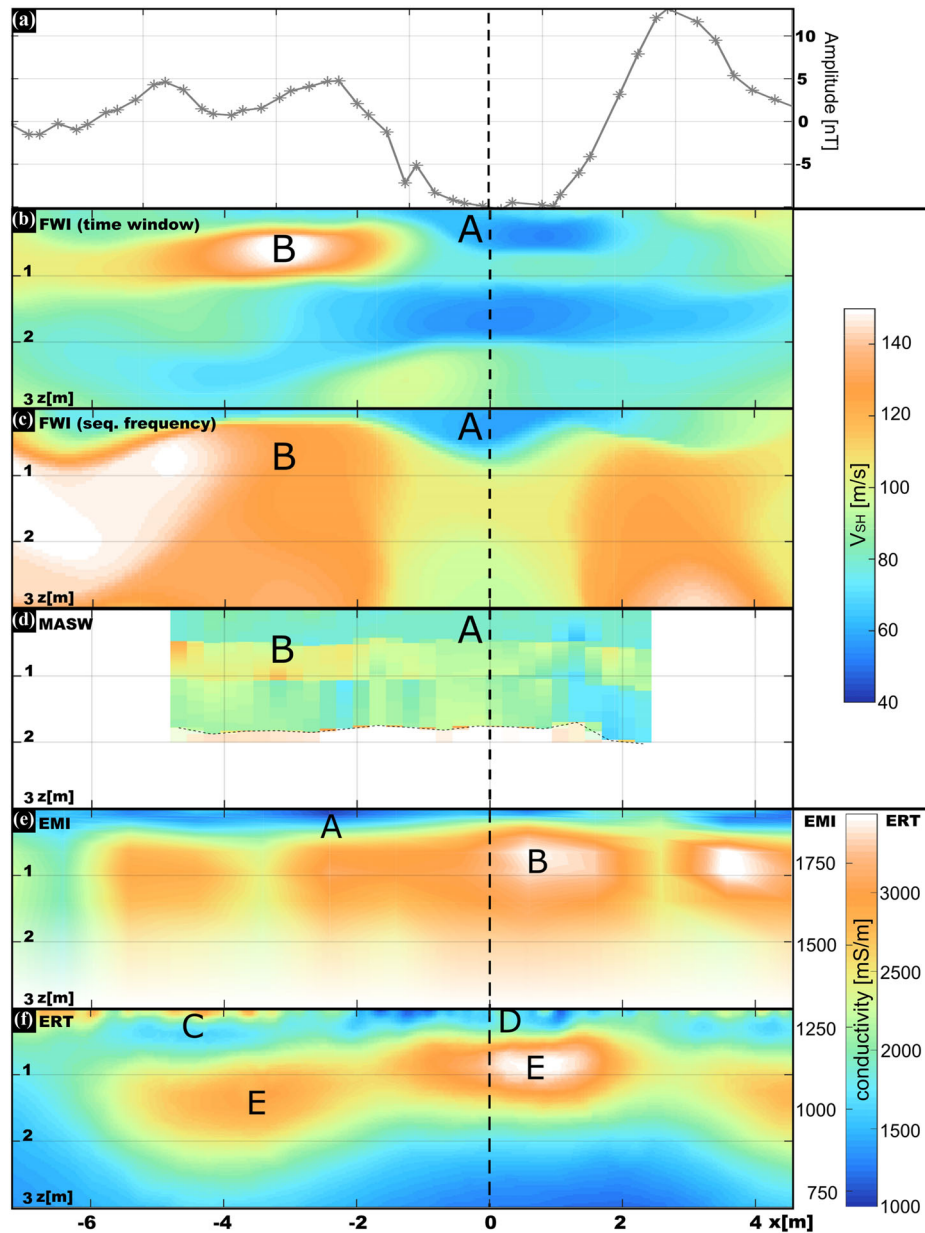 (a)
10
5
0
-5
Amplitude [nT]
(b) FWI (time window)
A
B
1
2
3 z[m]
(c) FWI (seq. frequency)
A
B
1
2
3 z[m]
140
120
100
80
60
40
V_SH [m/s]
(d) MASW
A
B
1
2
3 z[m]
(e) EMI
A
B
1
2
3 z[m]
EMI ERT
1750
1500
1250
1000
750
3000
2500
2000
1500
1000
conductivity [mS/m]
(f) ERT
C
D
E
E
1
2
3 z[m]
-6 -4 -2 0 2 4 x[m]